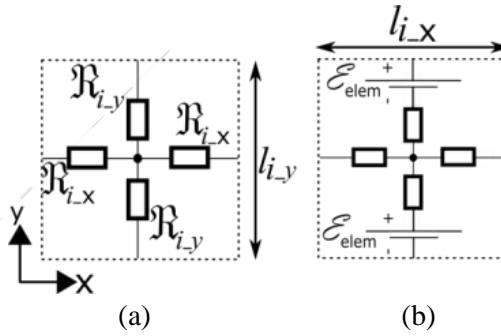 l_{i_x}
ℜ_{i_y}
+
ℰ_elem
-
ℜ_{i_x}
l_{i_y}
ℜ_{i_x}
ℜ_{i_y}
y
+
ℰ_elem
-
x
(a)
(b)